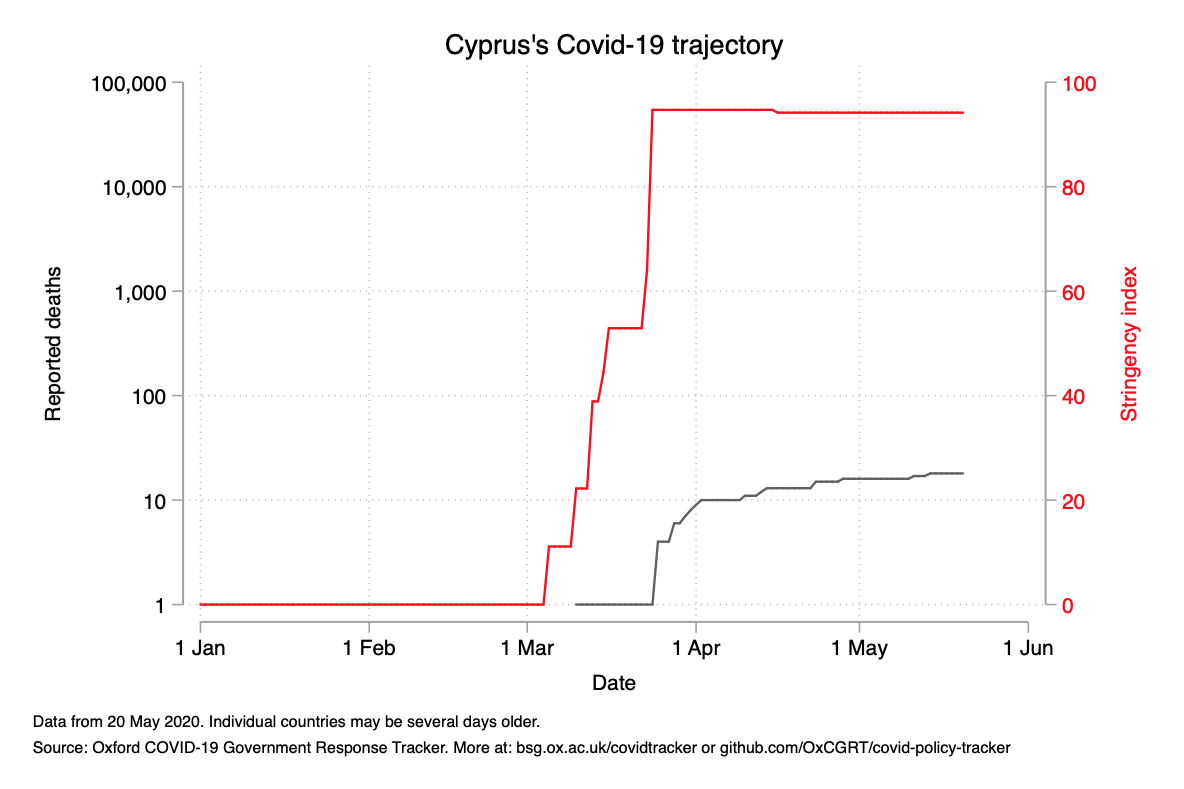 Cyprus's Covid-19 trajectory
100,000
10,000
1,000
100
10
1
Reported deaths
100
80
60
40
20
0
Stringency index
1 Jan
1 Feb
1 Mar
1 Apr
1 May
1 Jun
Date
Data from 20 May 2020. Individual countries may be several days older.
Source: Oxford COVID-19 Government Response Tracker. More at: bsg.ox.ac.uk/covidtracker or github.com/OxCGRT/covid-policy-tracker